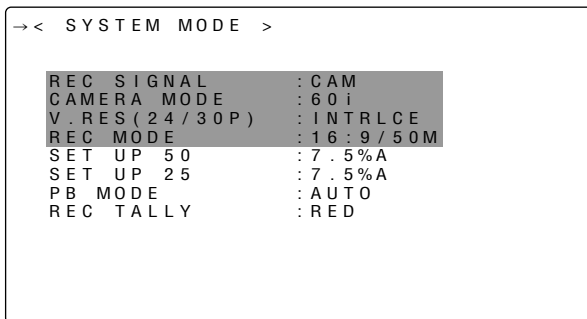 →< SYSTEM MODE >
REC SIGNAL :CAM
CAMERA MODE :60i
V.RES(24/30P) :INTRLCE
REC MODE :16:9/50M
SET UP 50 :7.5%A
SET UP 25 :7.5%A
PB MODE :AUTO
REC TALLY :RED